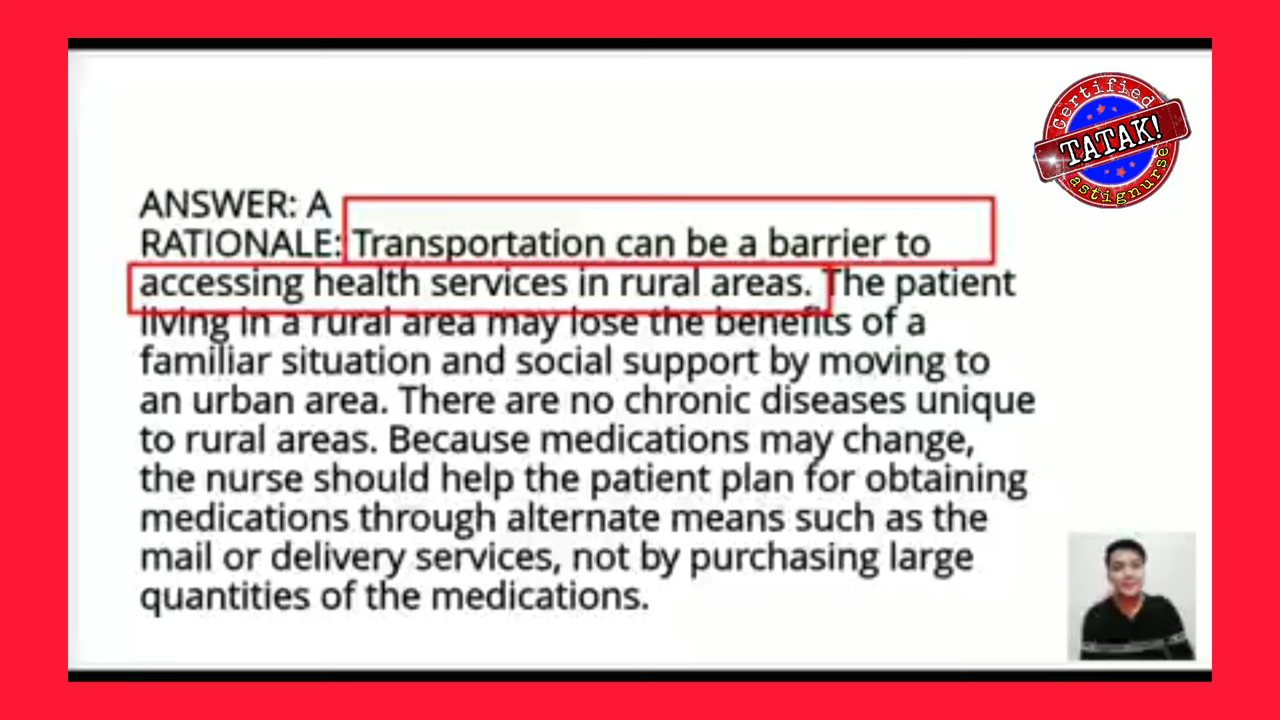 Certified
TATAK!
astignurse
ANSWER: A
RATIONALE: Transportation can be a barrier to
accessing health services in rural areas. The patient
living in a rural area may lose the benefits of a
familiar situation and social support by moving to
an urban area. There are no chronic diseases unique
to rural areas. Because medications may change,
the nurse should help the patient plan for obtaining
medications through alternate means such as the
mail or delivery services, not by purchasing large
quantities of the medications.